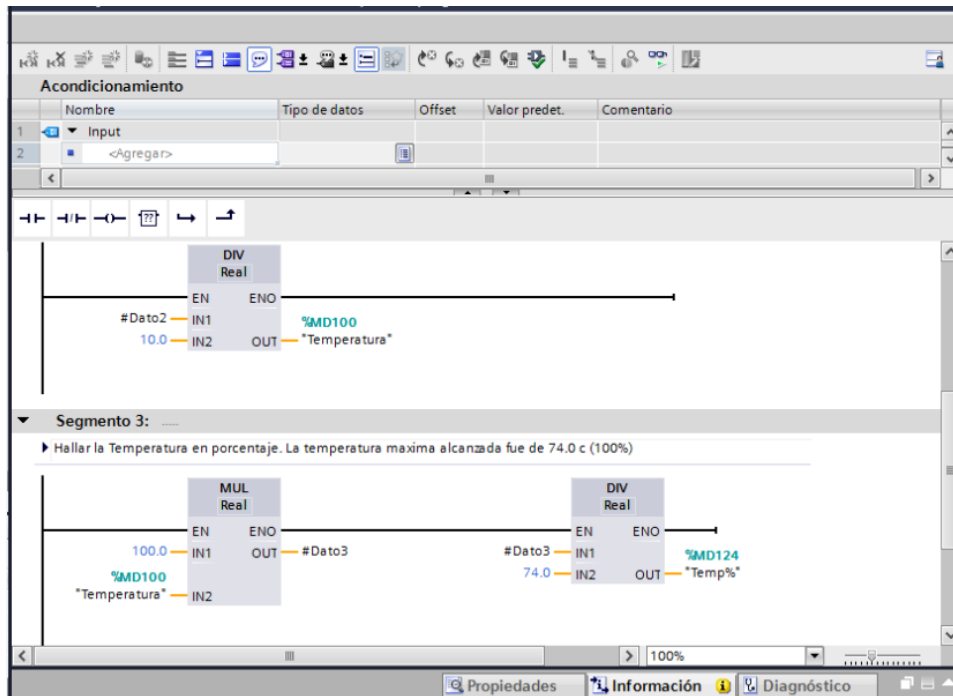 Acondicionamiento
Nombre Tipo de datos Offset Valor predet. Comentario
1 Input
2 <Agregar>
??
DIV
Real
EN ENO
#Dato2 IN1
%MD100
10.0 IN2 OUT "Temperatura"
Segmento 3: .....
Hallar la Temperatura en porcentaje. La temperatura maxima alcanzada fue de 74.0 c (100%)
MUL DIV
Real Real
EN ENO EN ENO
100.0 IN1 OUT #Dato3 #Dato3 IN1
%MD124
%MD100 74.0 IN2 OUT "Temp%"
"Temperatura" IN2
100%
Propiedades Información Diagnóstico